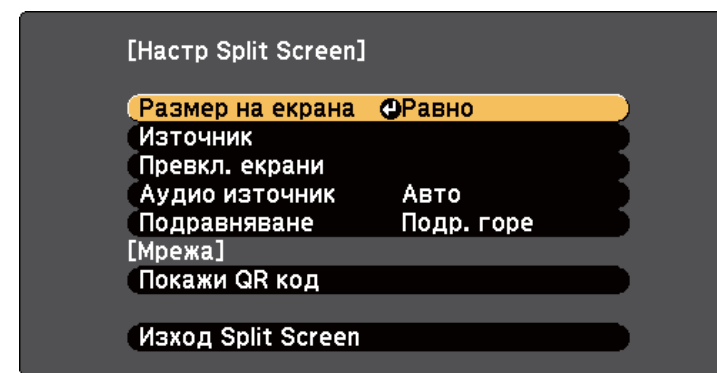 [Настр Split Screen]
Размер на екрана Равно
Източник
Превкл. екрани
Аудио източник Авто
Подравняване Подр. горе
[Мрежа]
Покажи QR код
Изход Split Screen